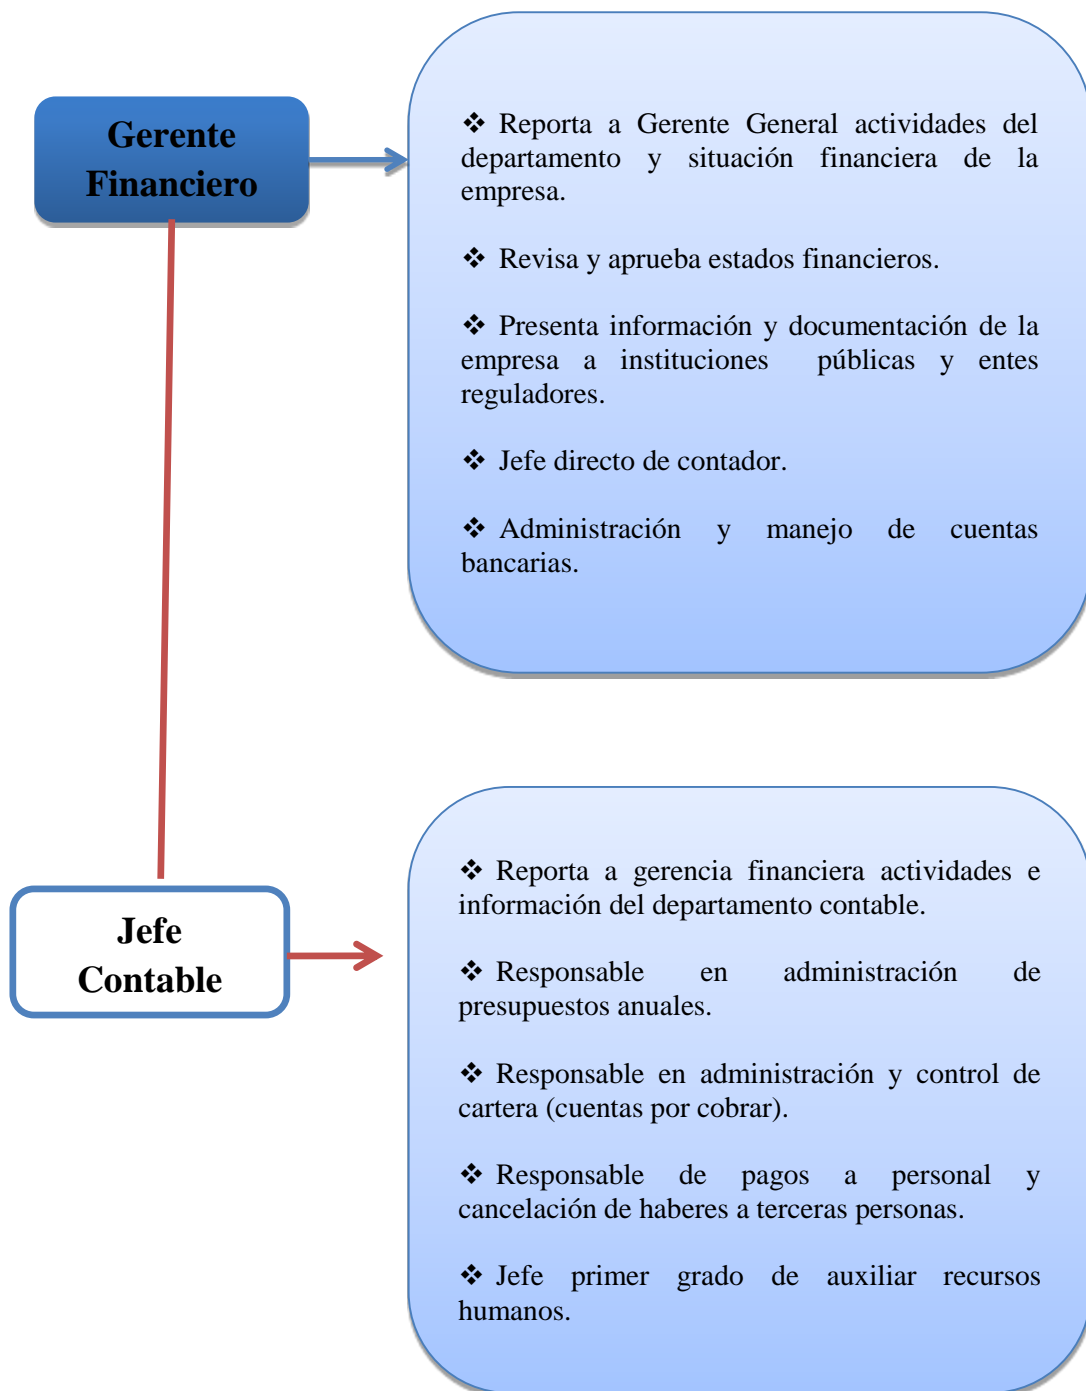 Gerente
Financiero
❖ Reporta a Gerente General actividades del
departamento y situación financiera de la
empresa.
❖ Revisa y aprueba estados financieros.
❖ Presenta información y documentación de la
empresa a instituciones públicas y entes
reguladores.
❖ Jefe directo de contador.
❖ Administración y manejo de cuentas
bancarias.
Jefe
Contable
❖ Reporta a gerencia financiera actividades e
información del departamento contable.
❖ Responsable en administración de
presupuestos anuales.
❖ Responsable en administración y control de
cartera (cuentas por cobrar).
❖ Responsable de pagos a personal y
cancelación de haberes a terceras personas.
❖ Jefe primer grado de auxiliar recursos
humanos.